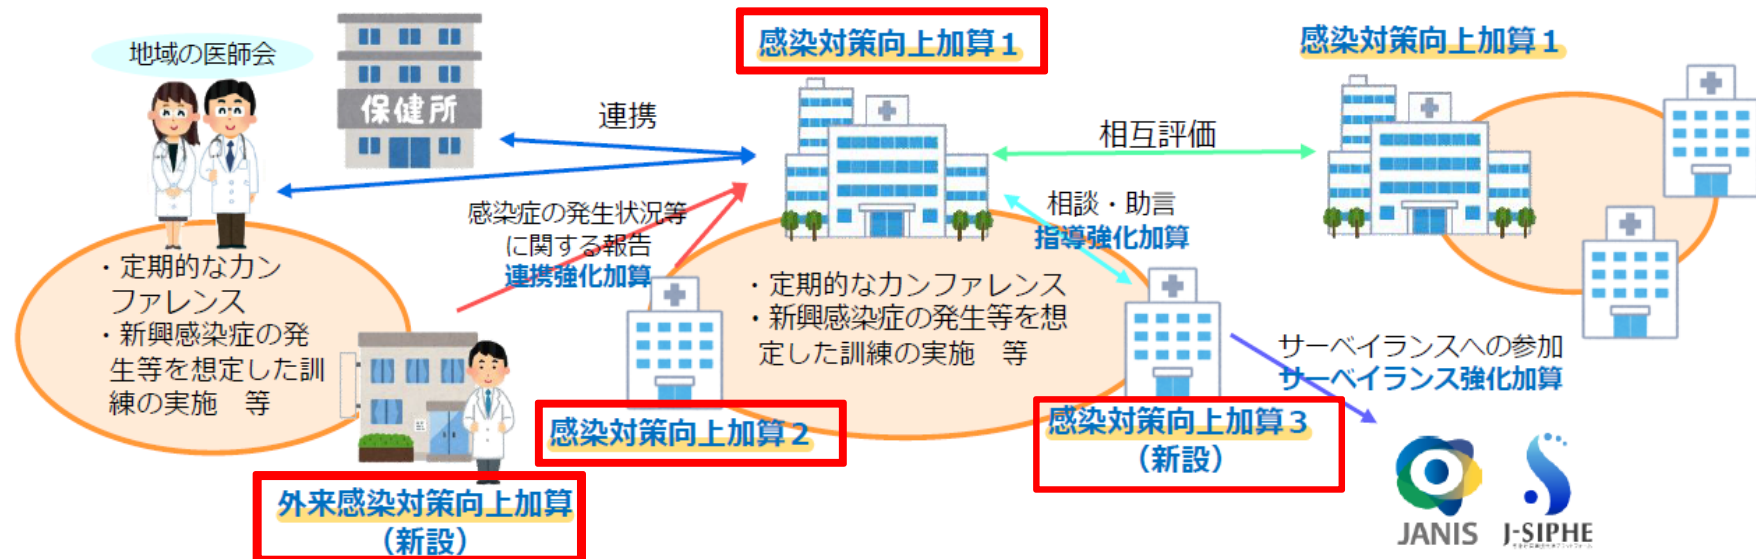 地域の医師会
保健所
連携
感染対策向上加算１
相互評価
感染対策向上加算１
感染症の発生状況等
に関する報告
連携強化加算
相談・助言
指導強化加算
・定期的なカン
ファレンス
・新興感染症の発
生等を想定した訓
練の実施　等
・定期的なカンファレンス
・新興感染症の発生等を想
定した訓練の実施　等
サーベイランスへの参加
サーベイランス強化加算
感染対策向上加算２
感染対策向上加算３
（新設）
外来感染対策向上加算
（新設）
JANIS
J-SIPHE